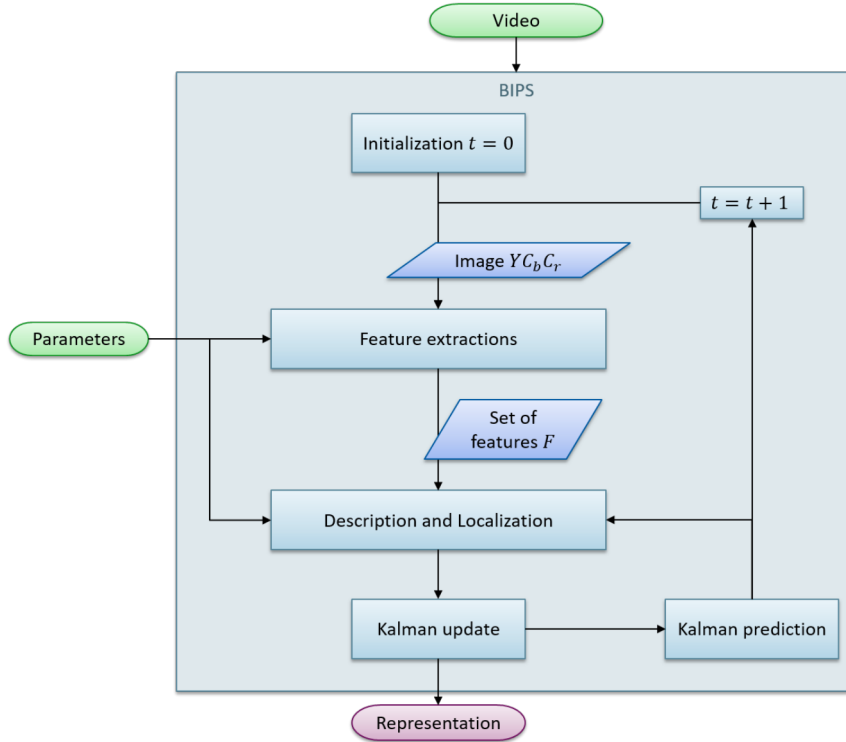 Video
BIPS
Initialization t = 0
t = t + 1
Image YC_bC_r
Parameters
Feature extractions
Set of
features F
Description and Localization
Kalman update
Kalman prediction
Representation